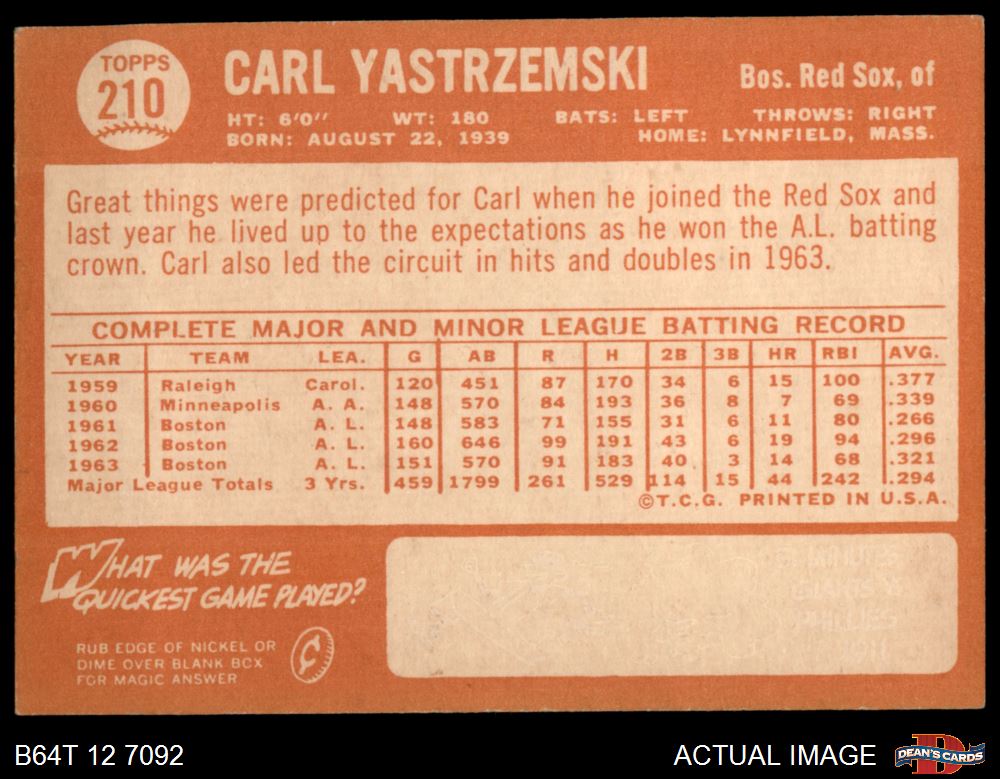 TOPPS
210
CARL YASTRZEMSKI
Bos. Red Sox, of
HT: 6'0" WT: 180 BATS: LEFT THROWS: RIGHT
BORN: AUGUST 22, 1939 HOME: LYNNFIELD, MASS.
Great things were predicted for Carl when he joined the Red Sox and
last year he lived up to the expectations as he won the A.L. batting
crown. Carl also led the circuit in hits and doubles in 1963.
COMPLETE MAJOR AND MINOR LEAGUE BATTING RECORD
YEAR TEAM LEA. G AB R H 2B 3B HR RBI AVG.
1959 Raleigh Carol. 120 451 87 170 34 6 15 100 .377
1960 Minneapolis A. A. 148 570 84 193 36 8 7 69 .339
1961 Boston A. L. 148 583 71 155 31 6 11 80 .266
1962 Boston A. L. 160 646 99 191 43 6 19 94 .296
1963 Boston A. L. 151 570 91 183 40 3 14 68 .321
Major League Totals 3 Yrs. 459 1799 261 529 114 15 44 242 .294
©T.C.G. PRINTED IN U.S.A.
WHAT WAS THE
QUICKEST GAME PLAYED?
RUB EDGE OF NICKEL OR
DIME OVER BLANK BOX
FOR MAGIC ANSWER
MINUTES
GIANTS &
PHILLIES
B64T 12 7092
ACTUAL IMAGE
DEAN'S CARDS